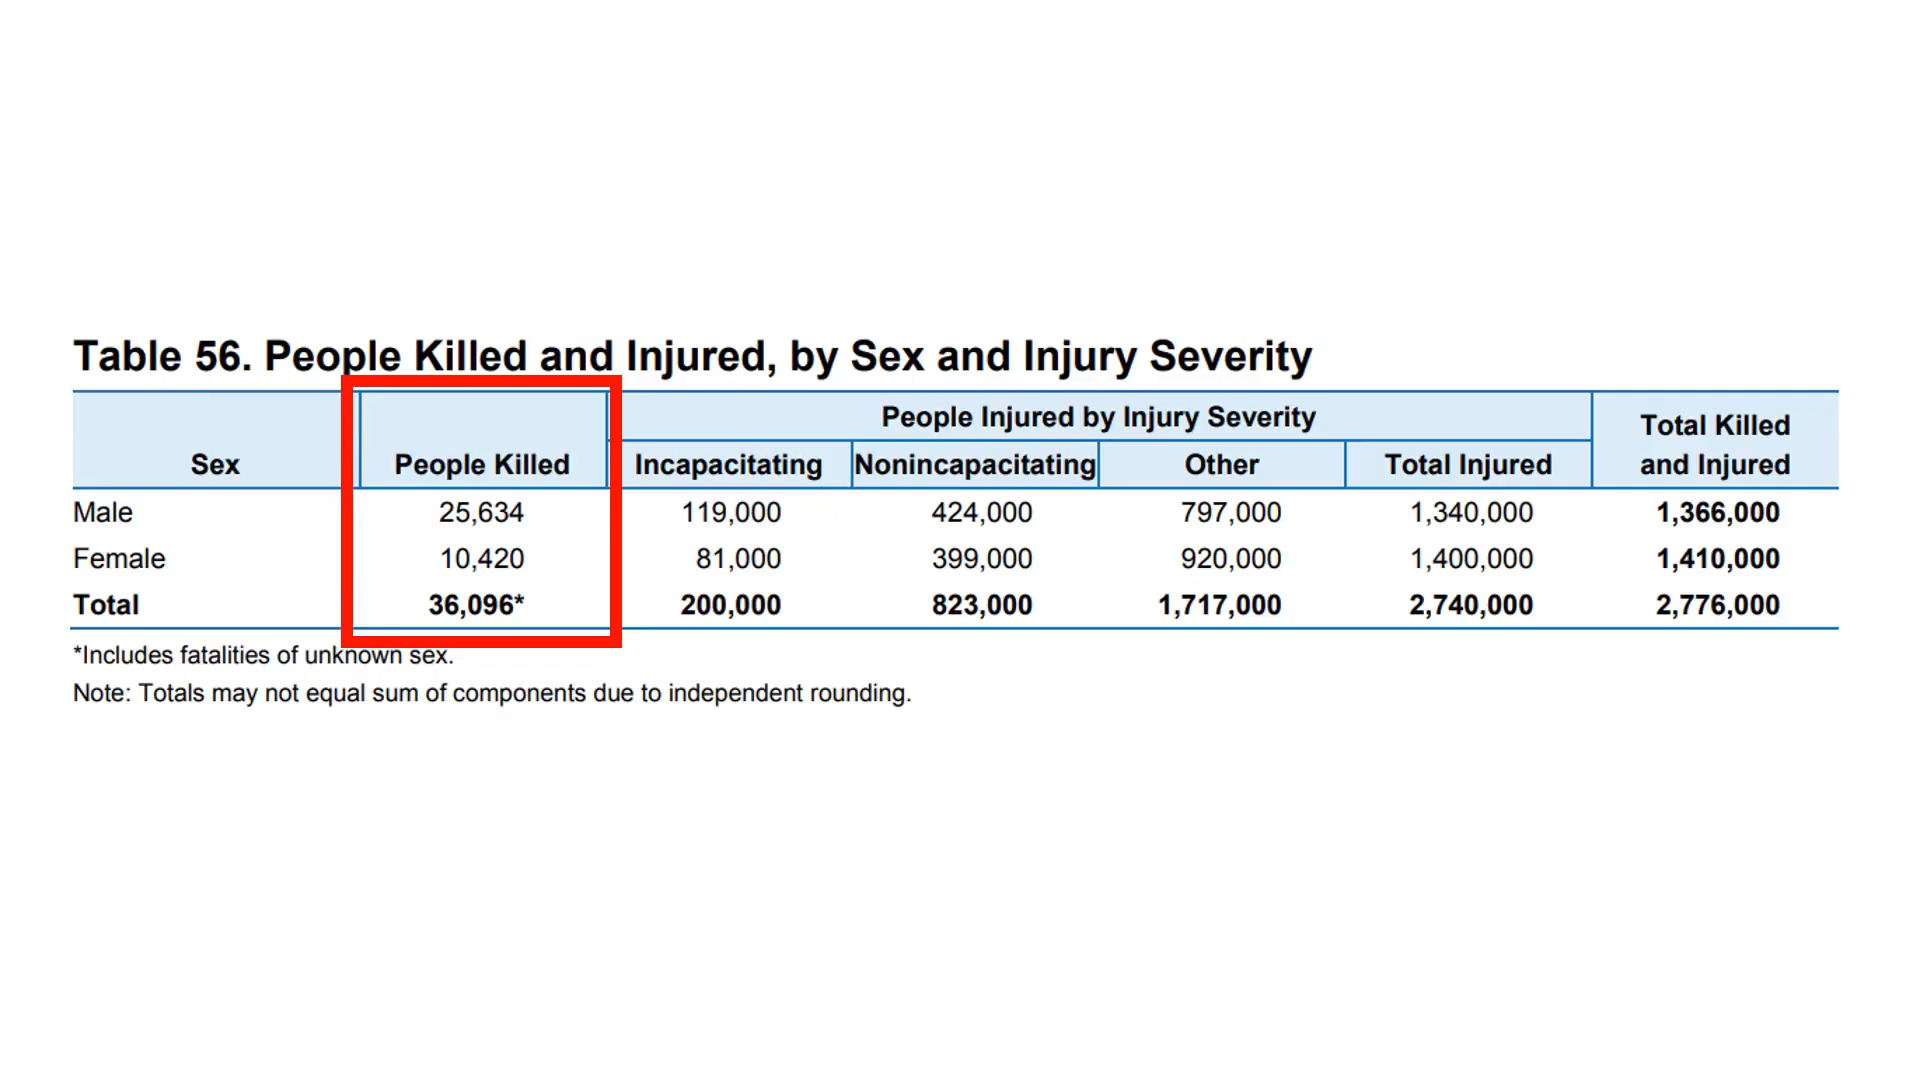 Table 56. People Killed and Injured, by Sex and Injury Severity
Sex People Killed People Injured by Injury Severity Total Killed and Injured
Incapacitating Nonincapacitating Other Total Injured
Male 25,634 119,000 424,000 797,000 1,340,000 1,366,000
Female 10,420 81,000 399,000 920,000 1,400,000 1,410,000
Total 36,096* 200,000 823,000 1,717,000 2,740,000 2,776,000
*Includes fatalities of unknown sex.
Note: Totals may not equal sum of components due to independent rounding.